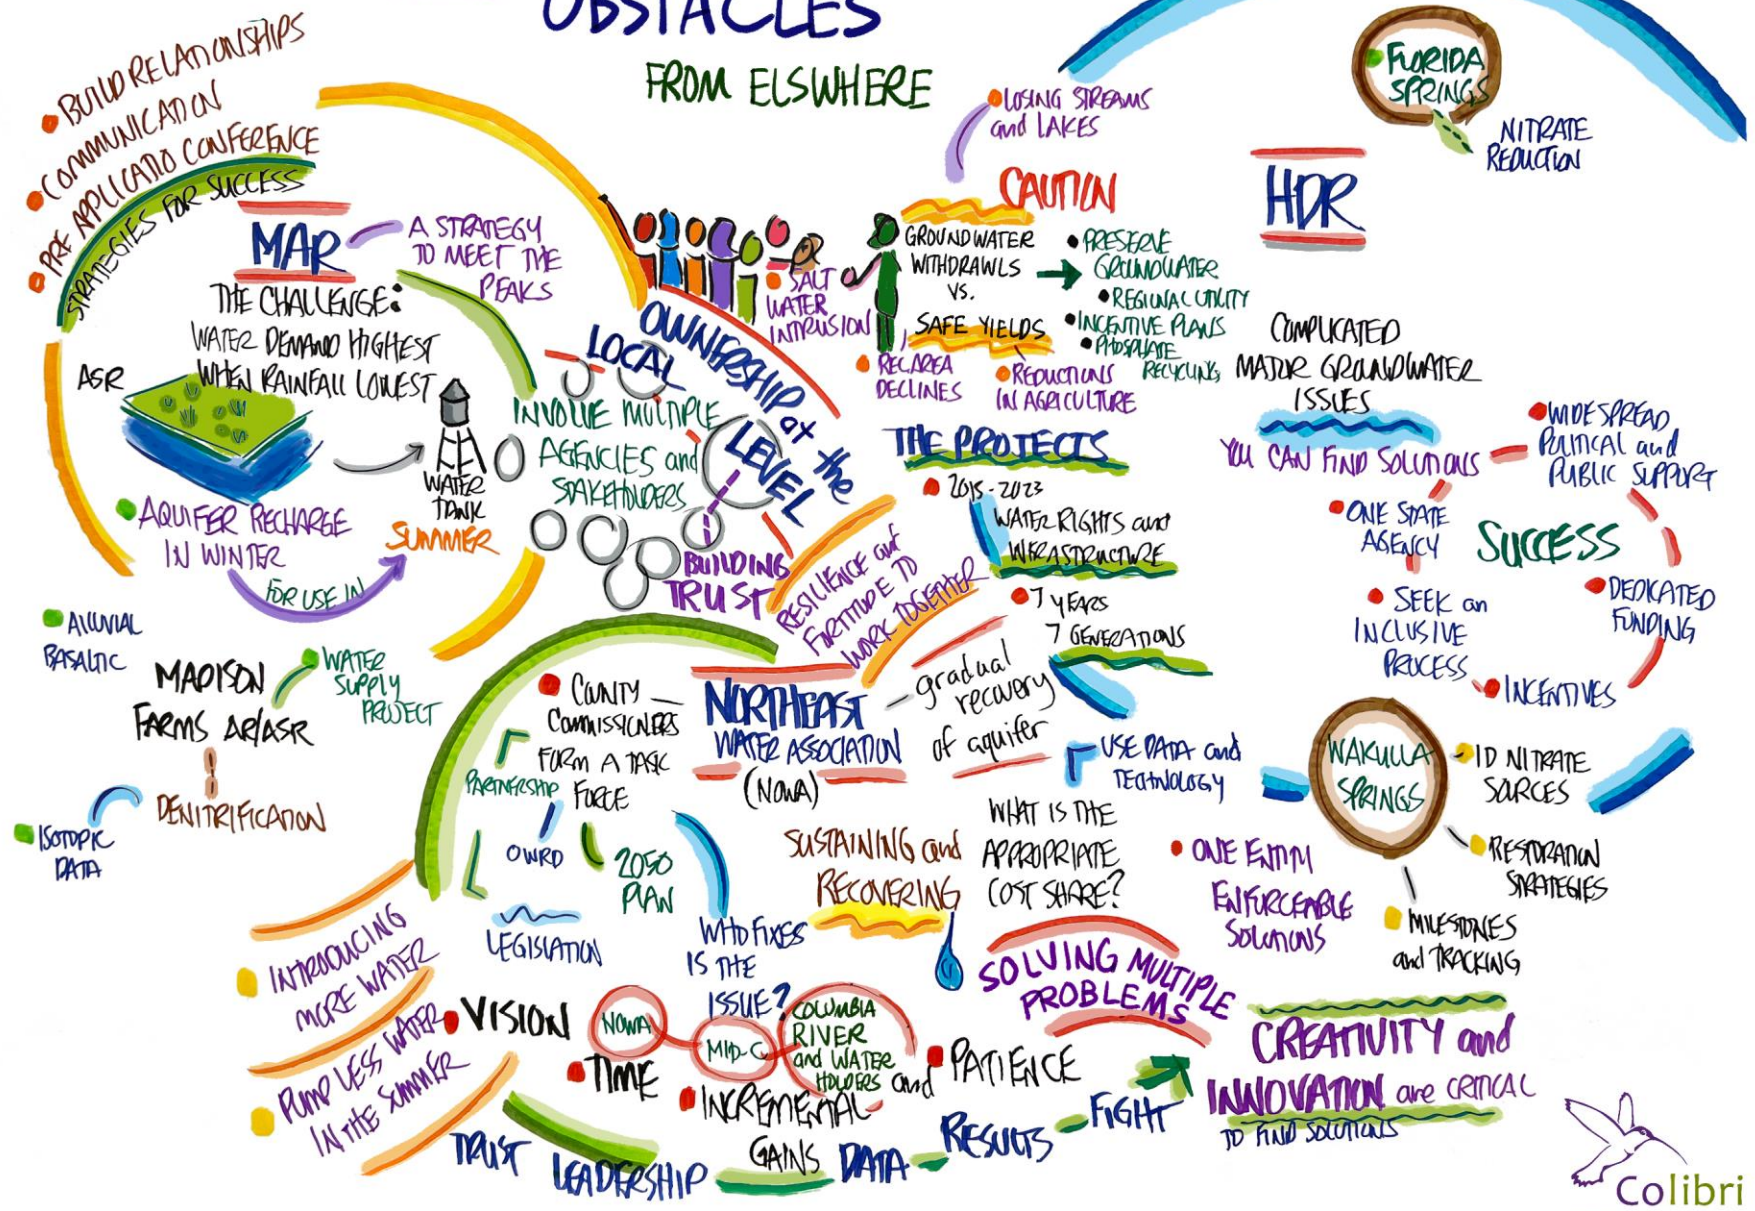 OBSTACLES
FROM ELSWHERE
BUILD RELATIONSHIPS
COMMUNICATION
PRE APPLICATIO CONFERENCE
STRATEGIES FOR SUCCESS
MAR
A STRATEGY
TO MEET THE
PEAKS
THE CHALLENGE:
WATER DEMAND HIGHEST
WHEN RAINFALL LOWEST
ASR
WATER
TANK
AQUIFER RECHARGE
IN WINTER
FOR USE IN
SUMMER
ALLUVIAL
BASALTIC
MADISON
FARMS AR/ASR
WATER
SUPPLY
PROJECT
DENITRIFICATION
ISOTOPIC
DATA
LOCAL
OWNERSHIP at the
LEVEL
INVOLVE MULTIPLE
AGENCIES and
STAKEHOLDERS
BUILDING
TRUST
RESILIENCE and
FORTITUDE TO
WORK TOGETHER
LOSING STREAMS
and LAKES
CAUTION
GROUNDWATER
WITHDRAWLS
VS.
SAFE YIELDS
SALT
WATER
INTRUSION
REC AREA
DECLINES
REDUCTIONS
IN AGRICULTURE
PRESERVE
GROUNDWATER
REGIONAL UTILITY
INCENTIVE PLANS
PHOSPHATE
RECYCLING
FLORIDA
SPRINGS
NITRATE
REDUCTION
HDR
COMPLICATED
MAJOR GROUNDWATER
ISSUES
YOU CAN FIND SOLUTIONS
WIDESPREAD
POLITICAL and
PUBLIC SUPPORT
ONE STATE
AGENCY
SUCCESS
SEEK an
INCLUSIVE
PROCESS
DEDICATED
FUNDING
INCENTIVES
THE PROJECTS
2015-2023
WATER RIGHTS and
INFRASTRUCTURE
7 YEARS
7 GENERATIONS
NORTHEAST
WATER ASSOCIATION
(NOWA)
gradual
recovery
of aquifer
USE DATA and
TECHNOLOGY
COUNTY
COMMISSIONERS
FORM A TASK
FORCE
PARTNERSHIP
OWRD
2050
PLAN
LEGISLATION
SUSTAINING and
RECOVERING
WHAT IS THE
APPROPRIATE
COST SHARE?
WHO FIXES
IS THE
ISSUE?
WAKULLA
SPRINGS
ID NITRATE
SOURCES
RESTORATION
STRATEGIES
MILESTONES
and TRACKING
ONE ENTITY
ENFORCEABLE
SOLUTIONS
INTRODUCING
MORE WATER
PUMP LESS WATER
IN THE SUMMER
VISION
NOWA
MID-C
COLUMBIA
RIVER
and WATER
HOLDERS
TIME
INCREMENTAL
GAINS
and
PATIENCE
SOLVING MULTIPLE
PROBLEMS
TRUST
LEADERSHIP
DATA
RESULTS
FIGHT
CREATIVITY and
INNOVATION are CRITICAL
TO FIND SOLUTIONS
Colibri